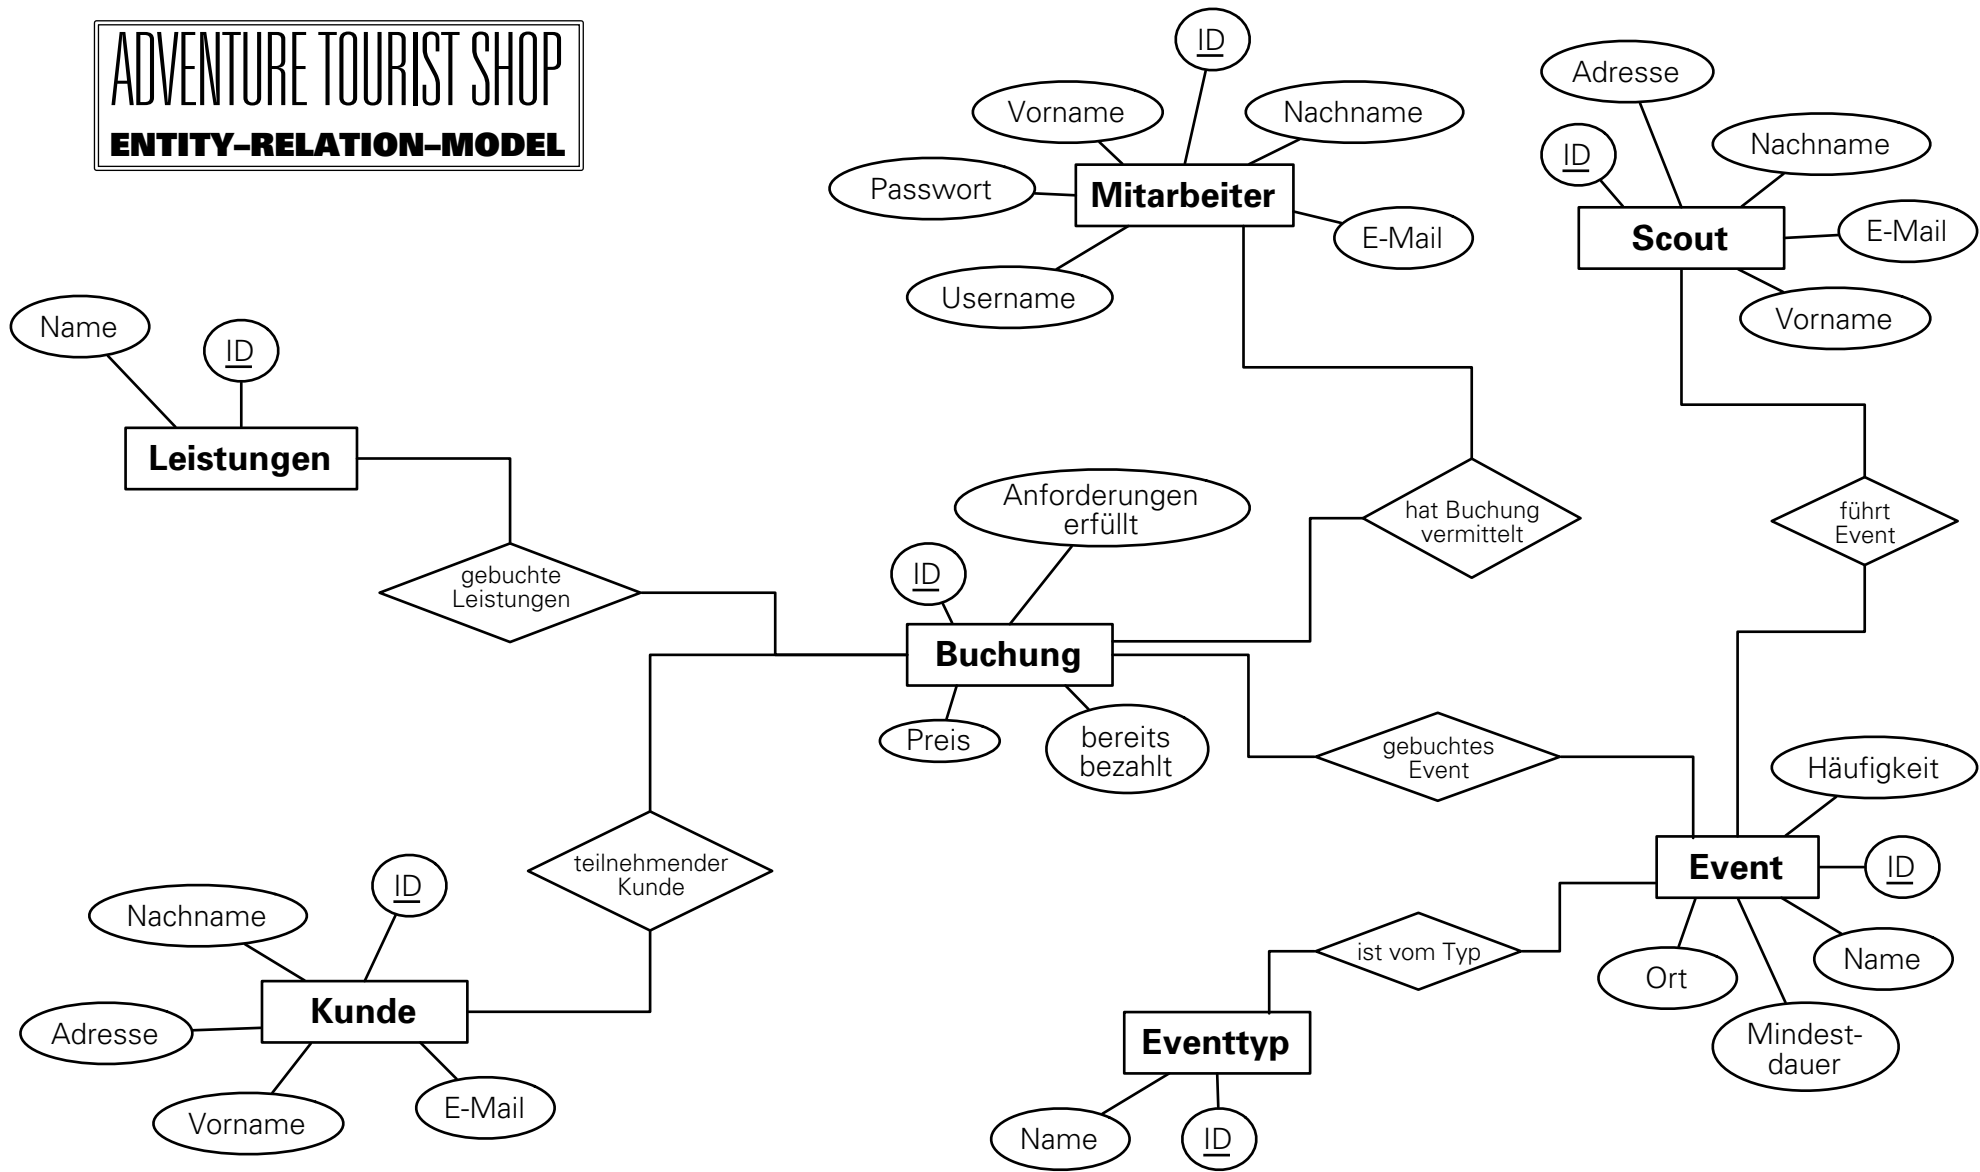 ADVENTURE TOURIST SHOP
ENTITY–RELATION–MODEL
ID
Vorname
Nachname
Passwort
Mitarbeiter
E-Mail
Username
Adresse
ID
Nachname
Scout
E-Mail
Vorname
Name
ID
Leistungen
gebuchte
Leistungen
Anforderungen
erfüllt
hat Buchung
vermittelt
führt
Event
ID
Buchung
Preis
bereits
bezahlt
gebuchtes
Event
teilnehmender
Kunde
Häufigkeit
Event
ID
Name
Ort
Mindest-
dauer
ist vom Typ
Eventtyp
Name
ID
Nachname
ID
Kunde
Adresse
Vorname
E-Mail